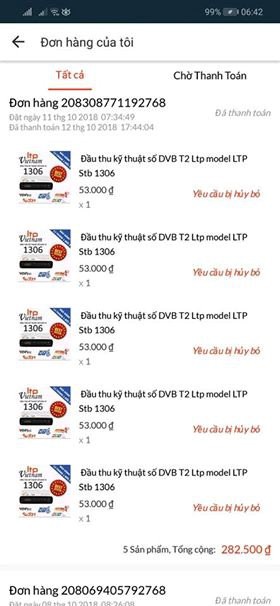 99% 06:42
Đơn hàng của tôi
Tất cả
Chờ Thanh Toán
Đơn hàng 208308771192768
Đặt ngày 11 thg 10 2018 07:34:49
Đã thanh toán 12 thg 10 2018 17:44:04
Đã thanh toán
ltp
Vietnam
1306
Đầu thu kỹ thuật số DVB T2 Ltp model LTP
Stb 1306
53.000 ₫
Yêu cầu bị hủy bỏ
x 1
ltp
Vietnam
1306
Đầu thu kỹ thuật số DVB T2 Ltp model LTP
Stb 1306
53.000 ₫
Yêu cầu bị hủy bỏ
x 1
ltp
Vietnam
1306
Đầu thu kỹ thuật số DVB T2 Ltp model LTP
Stb 1306
53.000 ₫
Yêu cầu bị hủy bỏ
x 1
ltp
Vietnam
1306
Đầu thu kỹ thuật số DVB T2 Ltp model LTP
Stb 1306
53.000 ₫
Yêu cầu bị hủy bỏ
x 1
ltp
Vietnam
1306
Đầu thu kỹ thuật số DVB T2 Ltp model LTP
Stb 1306
53.000 ₫
Yêu cầu bị hủy bỏ
x 1
5 Sản phẩm, Tổng cộng: 282.500 ₫
Đơn hàng 208069405792768
Đặt ngày 09 thg 10 2018 08:26:08
Đã thanh toán